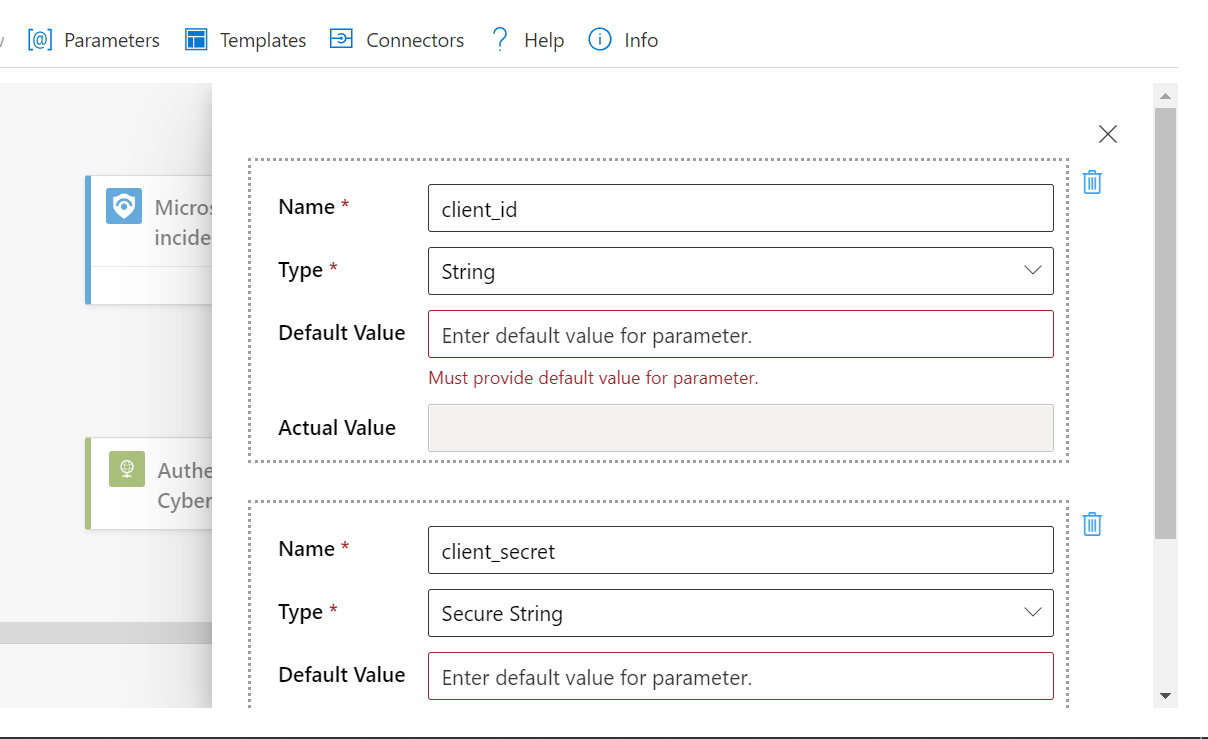 Parameters Templates Connectors Help Info
Name *
client_id
Type *
String
Default Value
Enter default value for parameter.
Must provide default value for parameter.
Actual Value
Name *
client_secret
Type *
Secure String
Default Value
Enter default value for parameter.
Micros
incide
Authe
Cyber